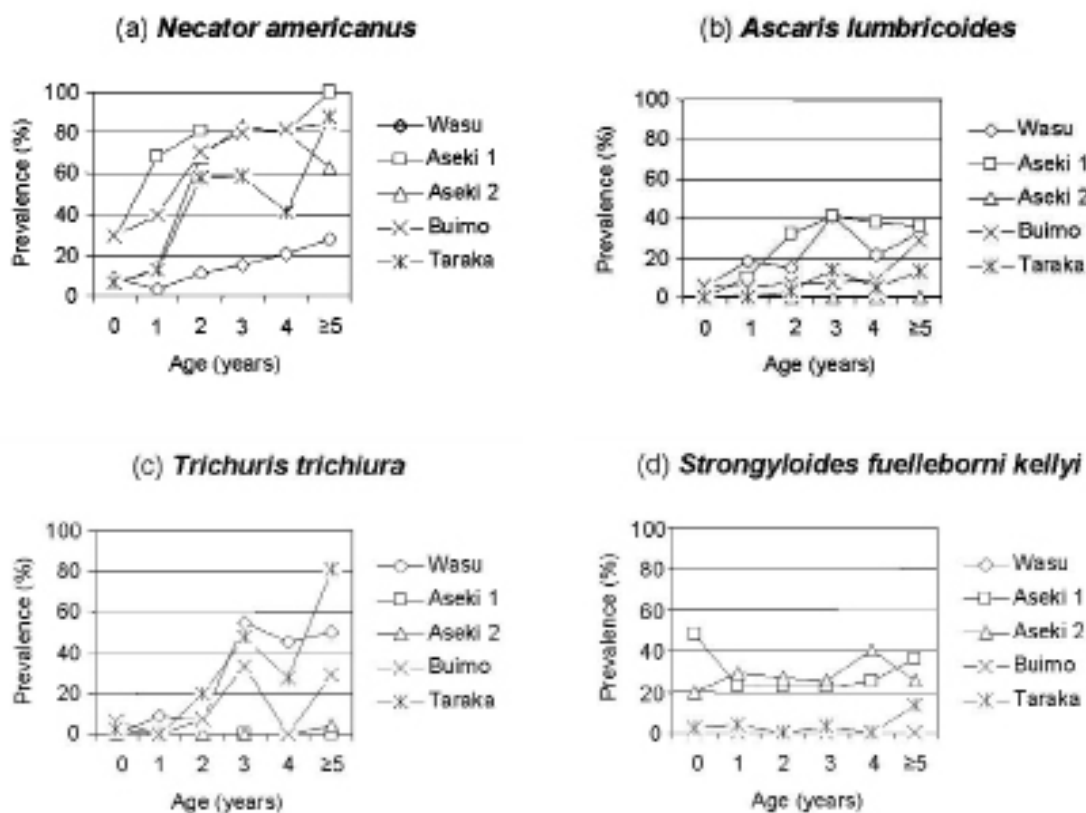 (a) Necator americanus
Prevalence (%)
100
80
60
40
20
0
0 1 2 3 4 ≥5
Age (years)
Wasu
Aseki 1
Aseki 2
Buimo
Taraka
(b) Ascaris lumbricoides
Prevalence (%)
100
80
60
40
20
0
0 1 2 3 4 ≥5
Age (years)
Wasu
Aseki 1
Aseki 2
Buimo
Taraka
(c) Trichuris trichiura
Prevalence (%)
100
80
60
40
20
0
0 1 2 3 4 ≥5
Age (years)
Wasu
Aseki 1
Aseki 2
Buimo
Taraka
(d) Strongyloides fuelleborni kellyi
Prevalence (%)
100
80
60
40
20
0
0 1 2 3 4 ≥5
Age (years)
Wasu
Aseki 1
Aseki 2
Buimo
Taraka